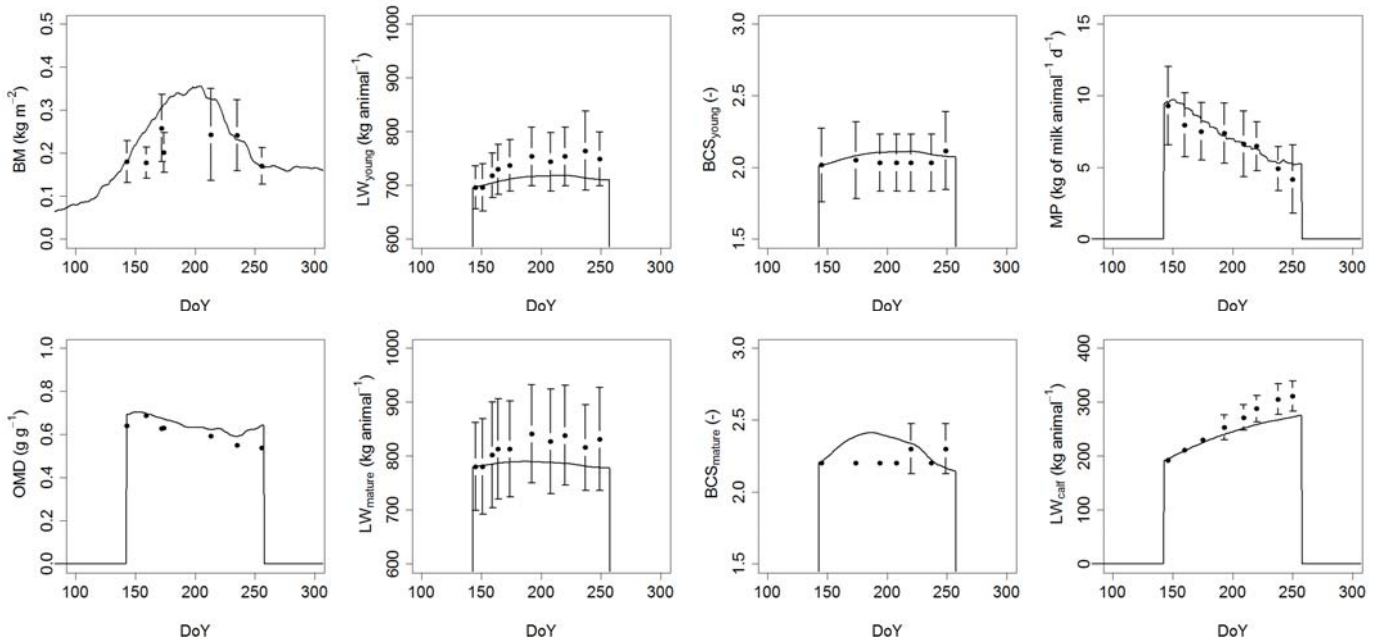 BM (kg m⁻²)
0.0 0.1 0.2 0.3 0.4 0.5
100 150 200 250 300
DoY
LWyoung (kg animal⁻¹)
600 700 800 900 1000
100 150 200 250 300
DoY
BCSyoung (-)
1.5 2.0 2.5 3.0
100 150 200 250 300
DoY
MP (kg of milk animal⁻¹ d⁻¹)
0 5 10 15
100 150 200 250 300
DoY
OMD (g g⁻¹)
0.0 0.2 0.4 0.6 0.8 1.0
100 150 200 250 300
DoY
LWmature (kg animal⁻¹)
600 700 800 900 1000
100 150 200 250 300
DoY
BCSmature (-)
1.5 2.0 2.5 3.0
100 150 200 250 300
DoY
LWcalf (kg animal⁻¹)
0 100 200 300 400
100 150 200 250 300
DoY